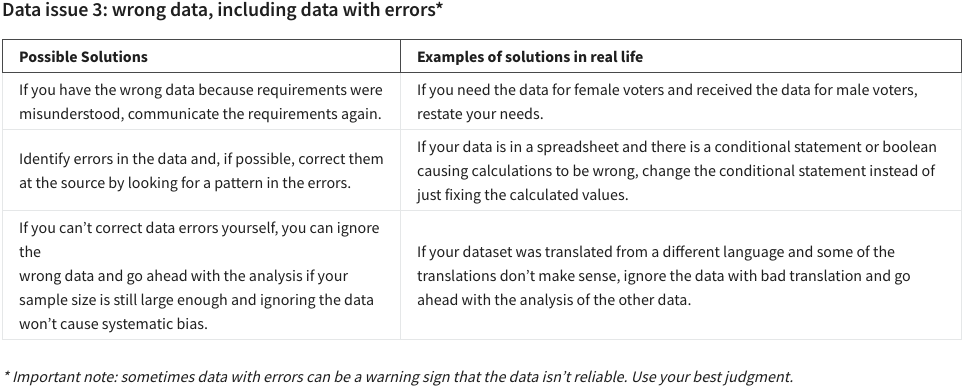 Data issue 3: wrong data, including data with errors*
Possible Solutions
Examples of solutions in real life
If you have the wrong data because requirements were
misunderstood, communicate the requirements again.
If you need the data for female voters and received the data for male voters,
restate your needs.
Identify errors in the data and, if possible, correct them
at the source by looking for a pattern in the errors.
If your data is in a spreadsheet and there is a conditional statement or boolean
causing calculations to be wrong, change the conditional statement instead of
just fixing the calculated values.
If you can’t correct data errors yourself, you can ignore
the
wrong data and go ahead with the analysis if your
sample size is still large enough and ignoring the data
won’t cause systematic bias.
If your dataset was translated from a different language and some of the
translations don’t make sense, ignore the data with bad translation and go
ahead with the analysis of the other data.
* Important note: sometimes data with errors can be a warning sign that the data isn’t reliable. Use your best judgment.